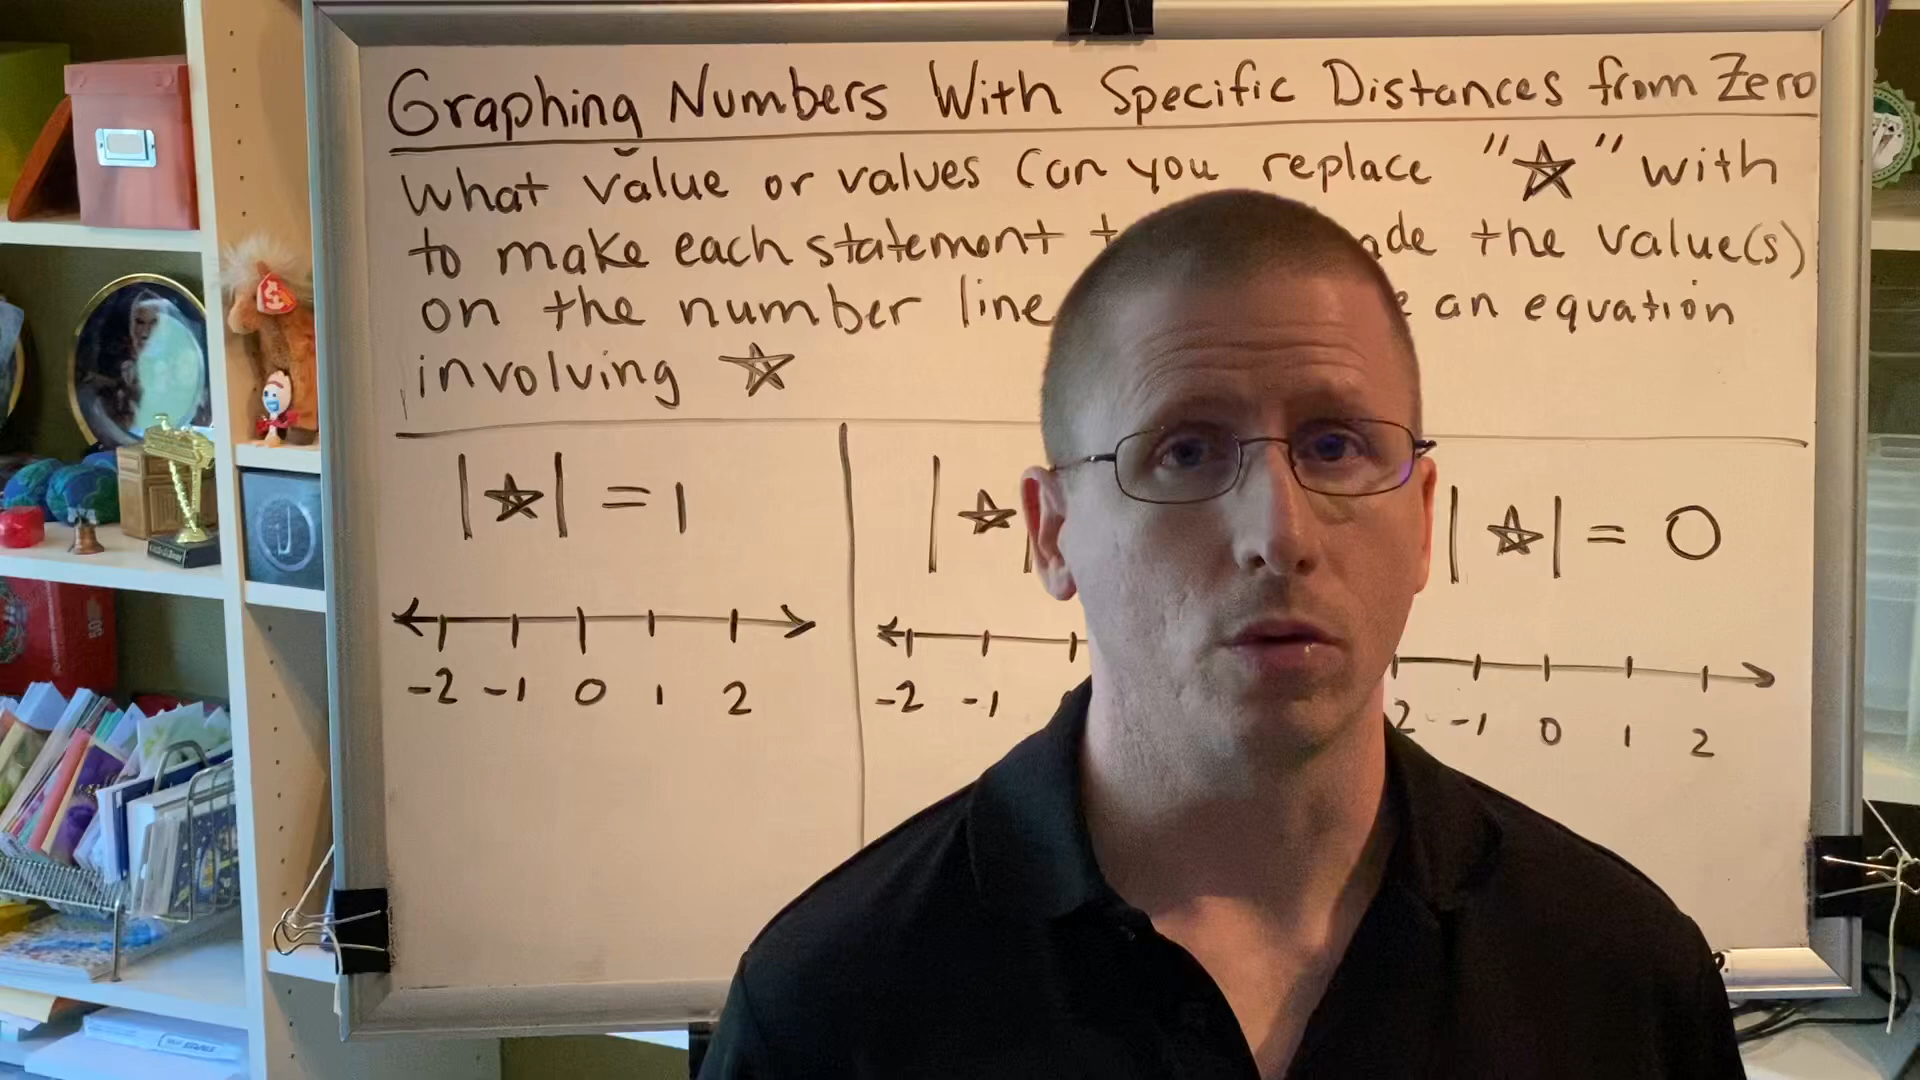 Graphing Numbers With Specific Distances from Zero
What value or values can you replace "☆" with
to make each statement the value(s)
on the number line an equation
involving ☆
|☆| = 1
|☆|
|☆| = 0
-2 -1 0 1 2
-2 -1
2 -1 0 1 2